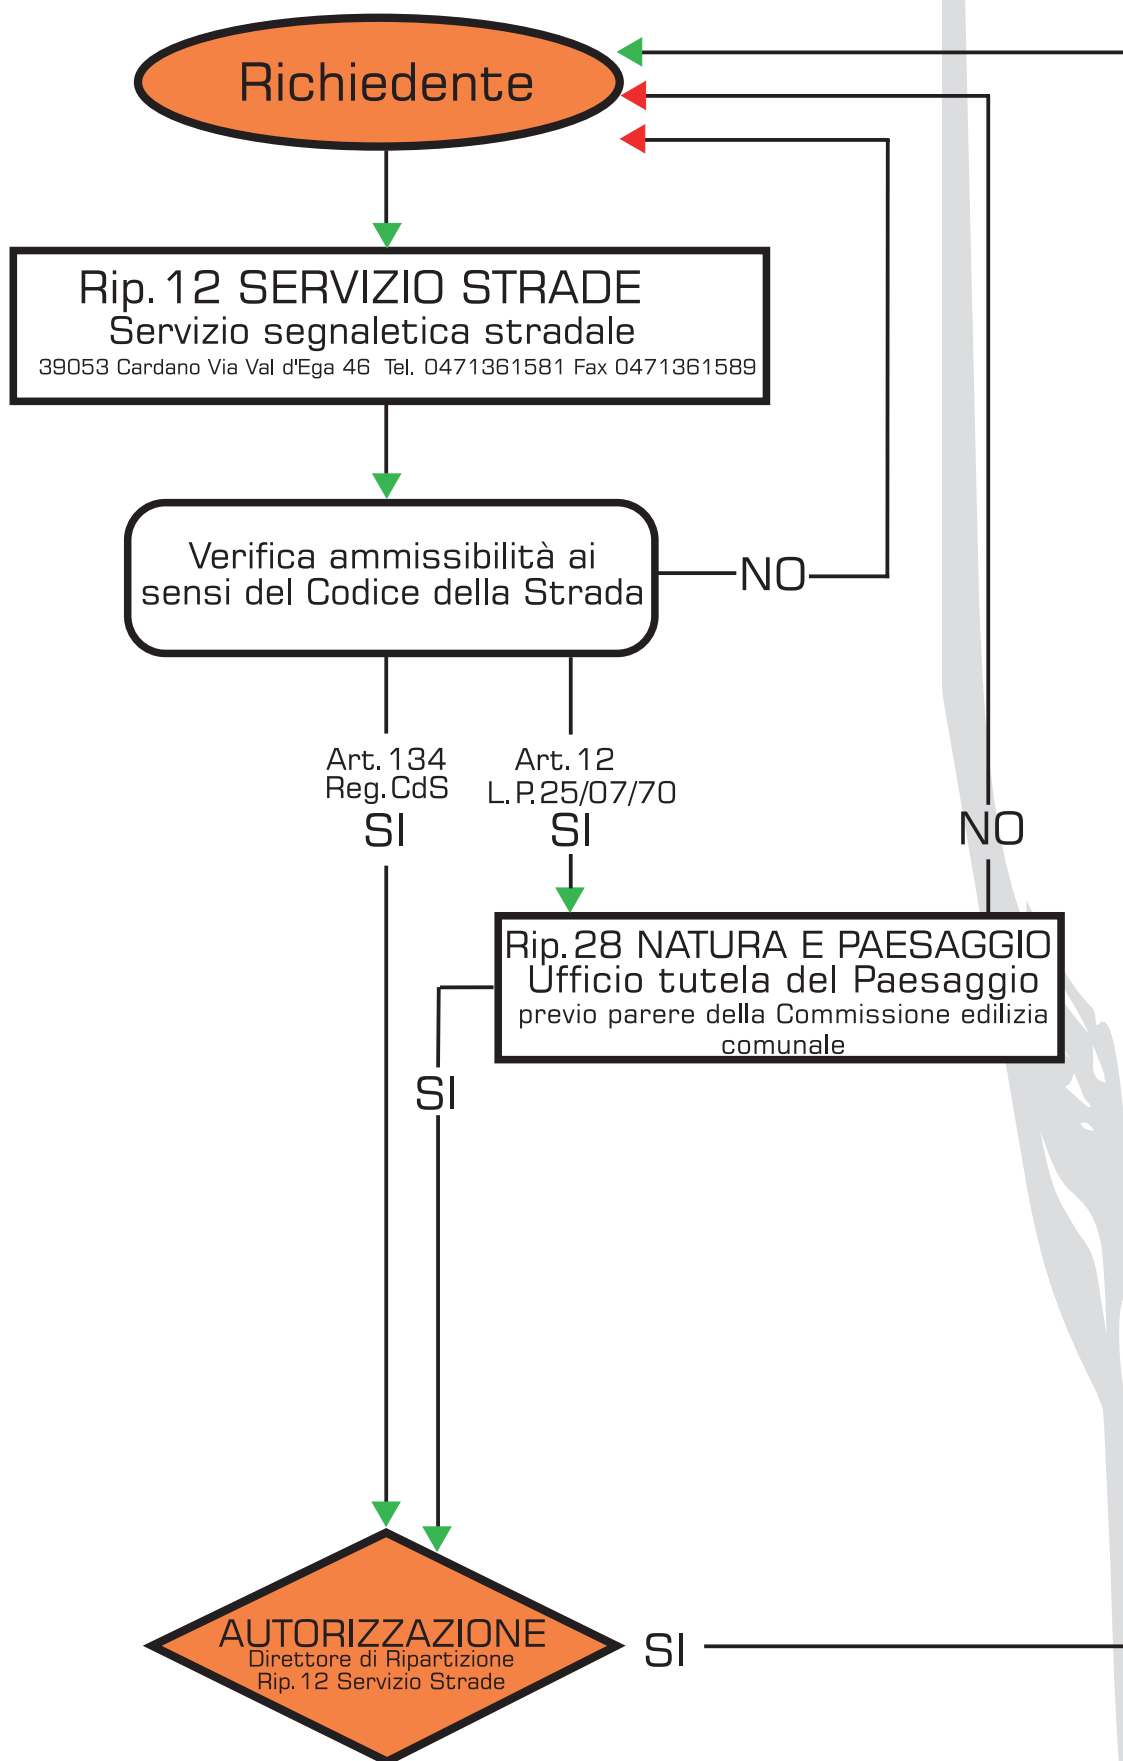 Richiedente
Rip. 12 SERVIZIO STRADE
Servizio segnaletica stradale
39053 Cardano Via Val d'Ega 46 Tel. 0471361581 Fax 0471361589
Verifica ammissibilità ai
sensi del Codice della Strada
NO
Art. 134
Reg. CdS
SI
Art. 12
L. P. 25/07/70
SI
NO
Rip. 28 NATURA E PAESAGGIO
Ufficio tutela del Paesaggio
previo parere della Commissione edilizia
comunale
SI
AUTORIZZAZIONE
Direttore di Ripartizione
Rip. 12 Servizio Strade
SI